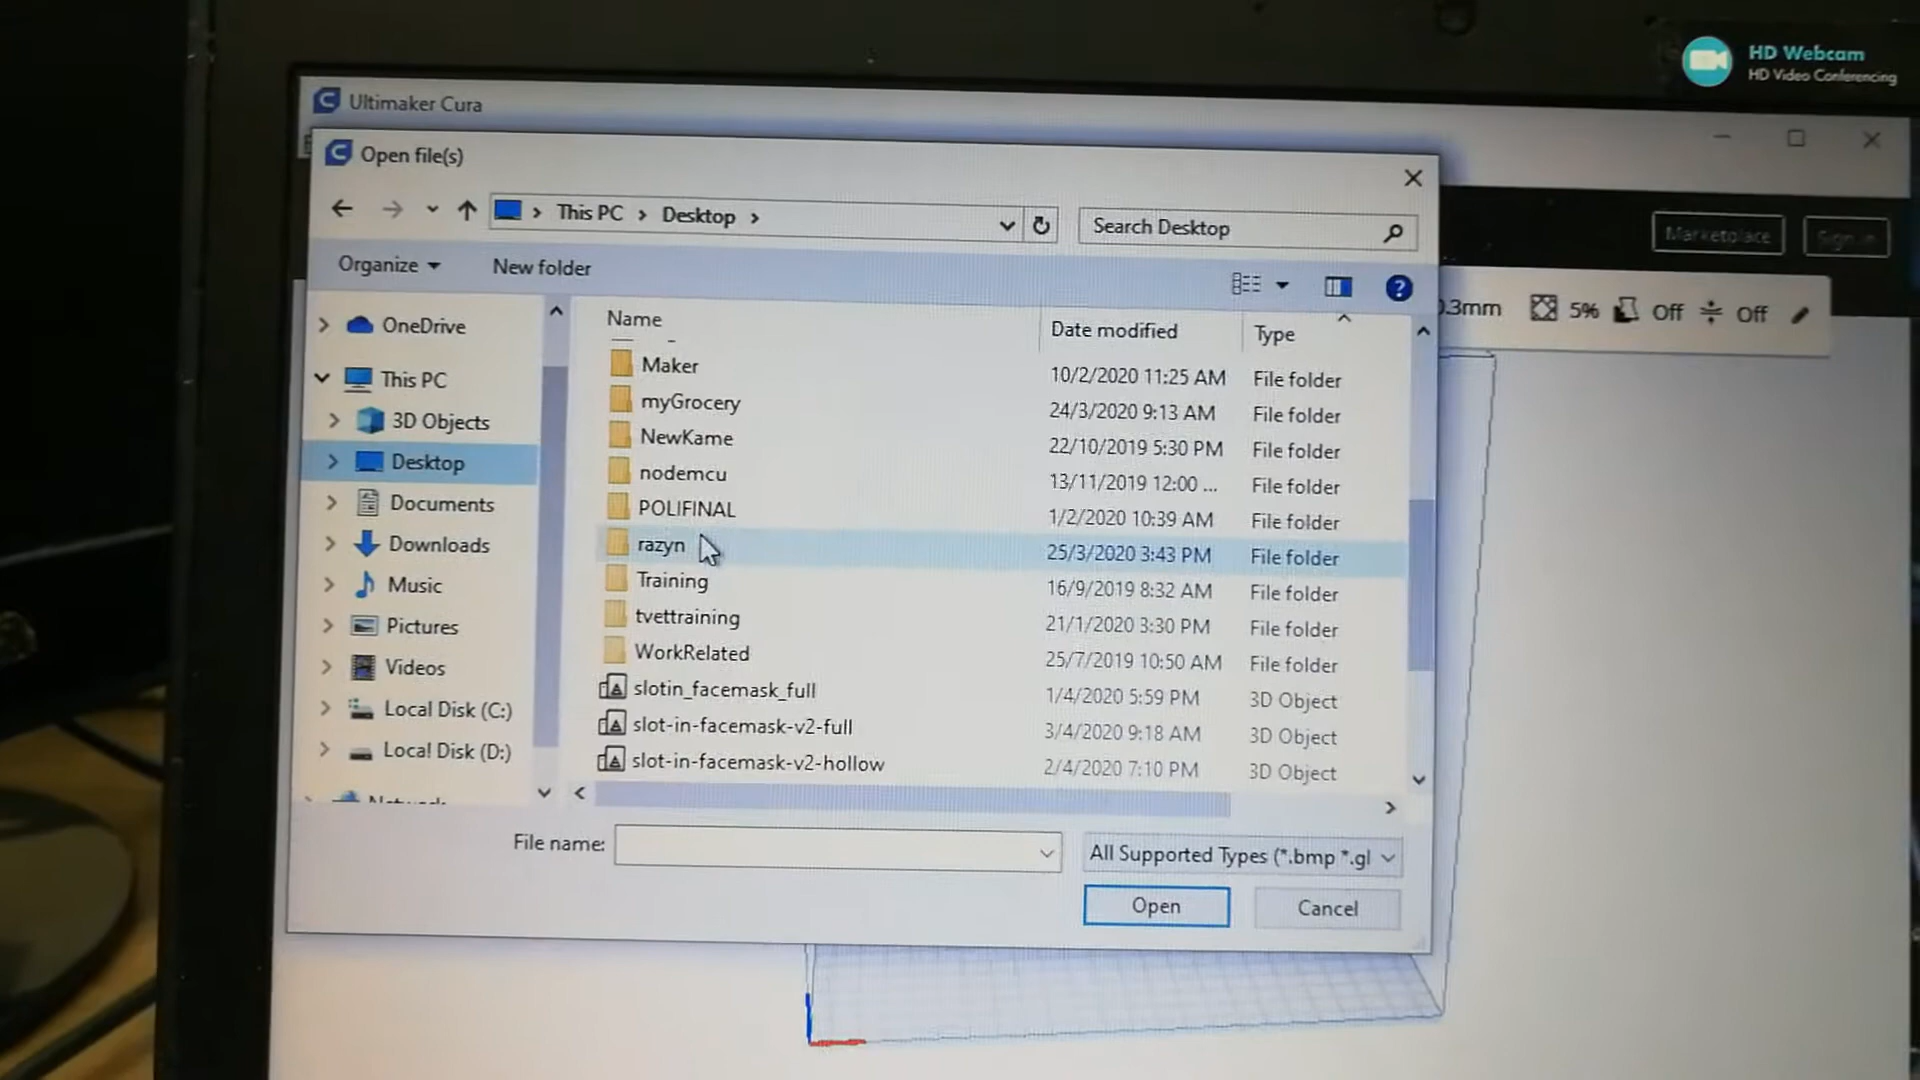 HD Webcam
HD Video Conferencing
Ultimaker Cura
Open file(s)
This PC > Desktop >
Search Desktop
Marketplace
Sign in
Organize
New folder
0.3mm 5% Off Off
Name Date modified Type
OneDrive
This PC
3D Objects
Desktop
Documents
Downloads
Music
Pictures
Videos
Local Disk (C:)
Local Disk (D:)
Maker 10/2/2020 11:25 AM File folder
myGrocery 24/3/2020 9:13 AM File folder
NewKame 22/10/2019 5:30 PM File folder
nodemcu 13/11/2019 12:00 ... File folder
POLIFINAL 1/2/2020 10:39 AM File folder
razyn 25/3/2020 3:43 PM File folder
Training 16/9/2019 8:32 AM File folder
tvettraining 21/1/2020 3:30 PM File folder
WorkRelated 25/7/2019 10:50 AM File folder
slotin_facemask_full 1/4/2020 5:59 PM 3D Object
slot-in-facemask-v2-full 3/4/2020 9:18 AM 3D Object
slot-in-facemask-v2-hollow 2/4/2020 7:10 PM 3D Object
File name:
All Supported Types (*.bmp *.gl
Open
Cancel